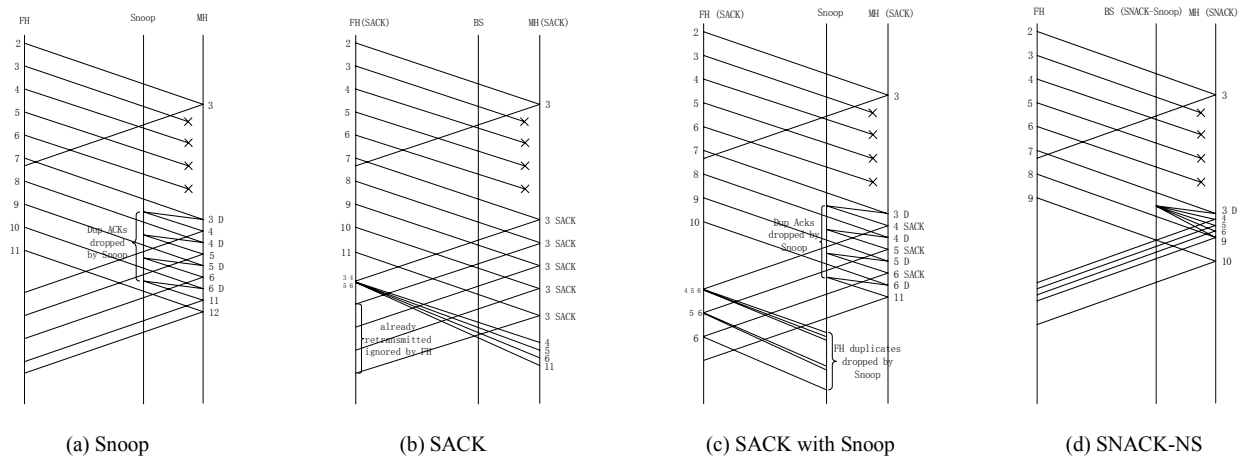 FH
Snoop
MH
2
3
4
5
6
7
8
9
10
11
3
Dup ACKs
dropped
by Snoop
3 D
4
4 D
5
5 D
6
6 D
11
12
(a) Snoop
FH(SACK)
BS
MH(SACK)
2
3
4
5
6
7
8
9
10
11
3 4
5 6
3
3 SACK
3 SACK
3 SACK
3 SACK
3 SACK
already
retransmitted
ignored by FH
4
5
6
11
(b) SACK
FH (SACK)
Snoop
MH (SACK)
2
3
4
5
6
7
8
9
10
4 5 6
5 6
6
3
Dup Acks
dropped by
Snoop
3 D
4 SACK
4 D
5 SACK
5 D
6 SACK
6 D
11
FH duplicates
dropped by
Snoop
(c) SACK with Snoop
FH
BS (SNACK-Snoop)
MH (SNACK)
2
3
4
5
6
7
8
9
3
3 D
4
5
6
9
10
(d) SNACK-NS